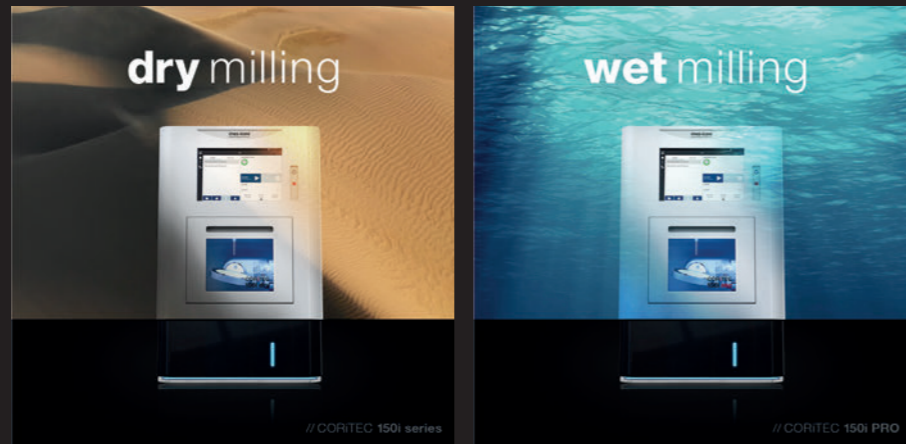 dry milling
// CORiTEC 150i series
wet milling
// CORiTEC 150i PRO